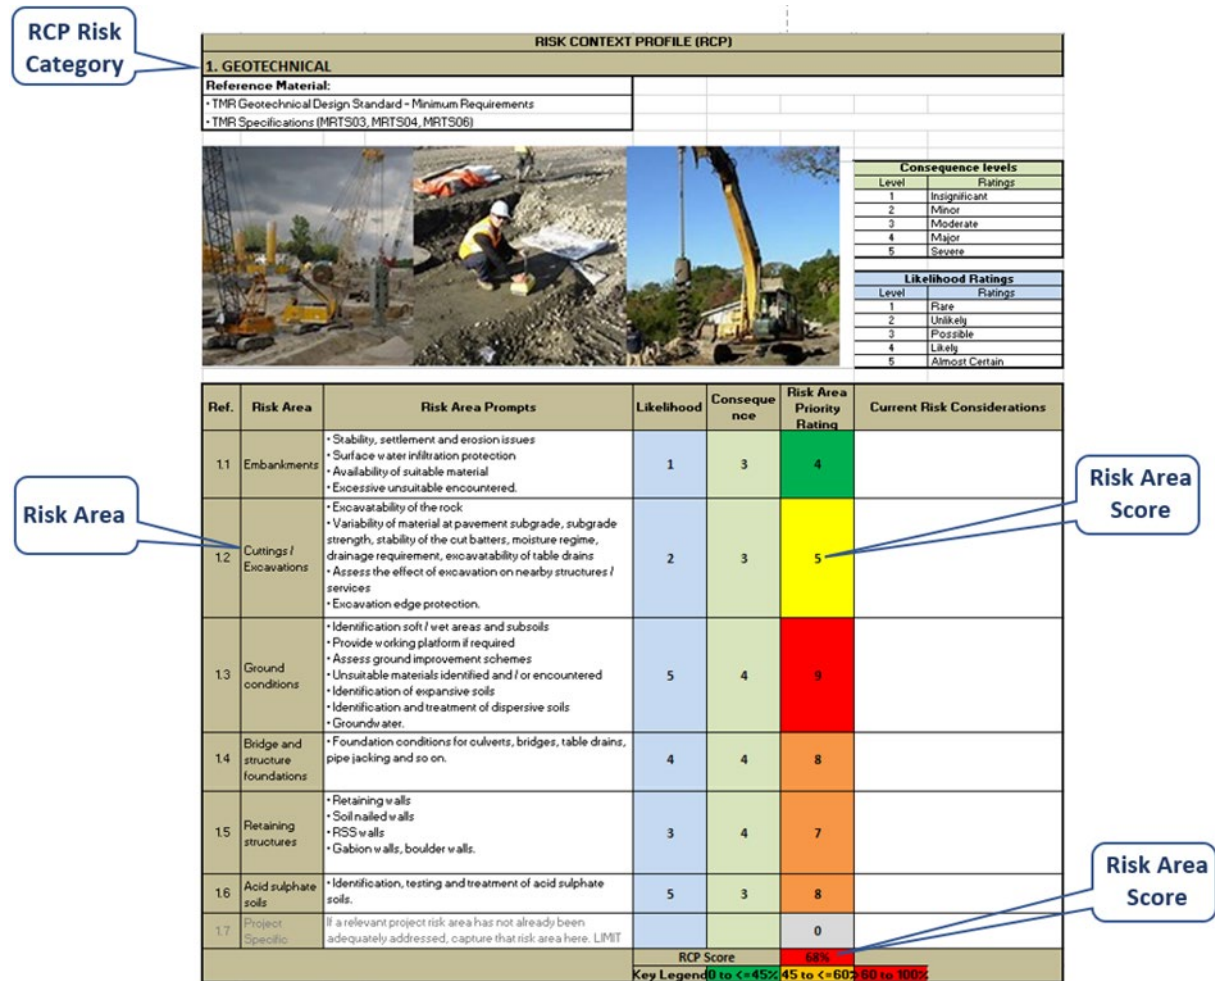 RCP Risk
Category
RISK CONTEXT PROFILE (RCP)
1. GEOTECHNICAL
Reference Material:
• TMR Geotechnical Design Standard - Minimum Requirements
• TMR Specifications (MRTS03, MRTS04, MRTS06)
Consequence levels
Level Ratings
1 Insignificant
2 Minor
3 Moderate
4 Major
5 Severe
Likelihood Ratings
Level Ratings
1 Rare
2 Unlikely
3 Possible
4 Likely
5 Almost Certain
Ref. Risk Area Risk Area Prompts Likelihood Conseque
nce Risk Area
Priority
Rating Current Risk Considerations
1.1 Embankments
• Stability, settlement and erosion issues
• Surface water infiltration protection
• Availability of suitable material
• Excessive unsuitable encountered.
1 3 4
Risk Area
1.2 Cuttings /
Excavations
• Excavatability of the rock
• Variability of material at pavement subgrade, subgrade
strength, stability of the cut batters, moisture regime,
drainage requirement, excavatability of table drains
• Assess the effect of excavation on nearby structures /
services
• Excavation edge protection.
2 3 5
Risk Area
Score
1.3 Ground
conditions
• Identification soft / wet areas and subsoils
• Provide working platform if required
• Assess ground improvement schemes
• Unsuitable materials identified and / or encountered
• Identification of expansive soils
• Identification and treatment of dispersive soils
• Groundwater.
5 4 9
1.4 Bridge and
structure
foundations
• Foundation conditions for culverts, bridges, table drains,
pipe jacking and so on.
4 4 8
1.5 Retaining
structures
• Retaining walls
• Soil nailed walls
• RSS walls
• Gabion walls, boulder walls.
3 4 7
1.6 Acid sulphate
soils
• Identification, testing and treatment of acid sulphate
soils.
5 3 8
Risk Area
Score
1.7 Project
Specific
If a relevant project risk area has not already been
adequately addressed, capture that risk area here. LIMIT
0
RCP Score 68%
Key Legend 0 to <=45% 45 to <=60% 60 to 100%